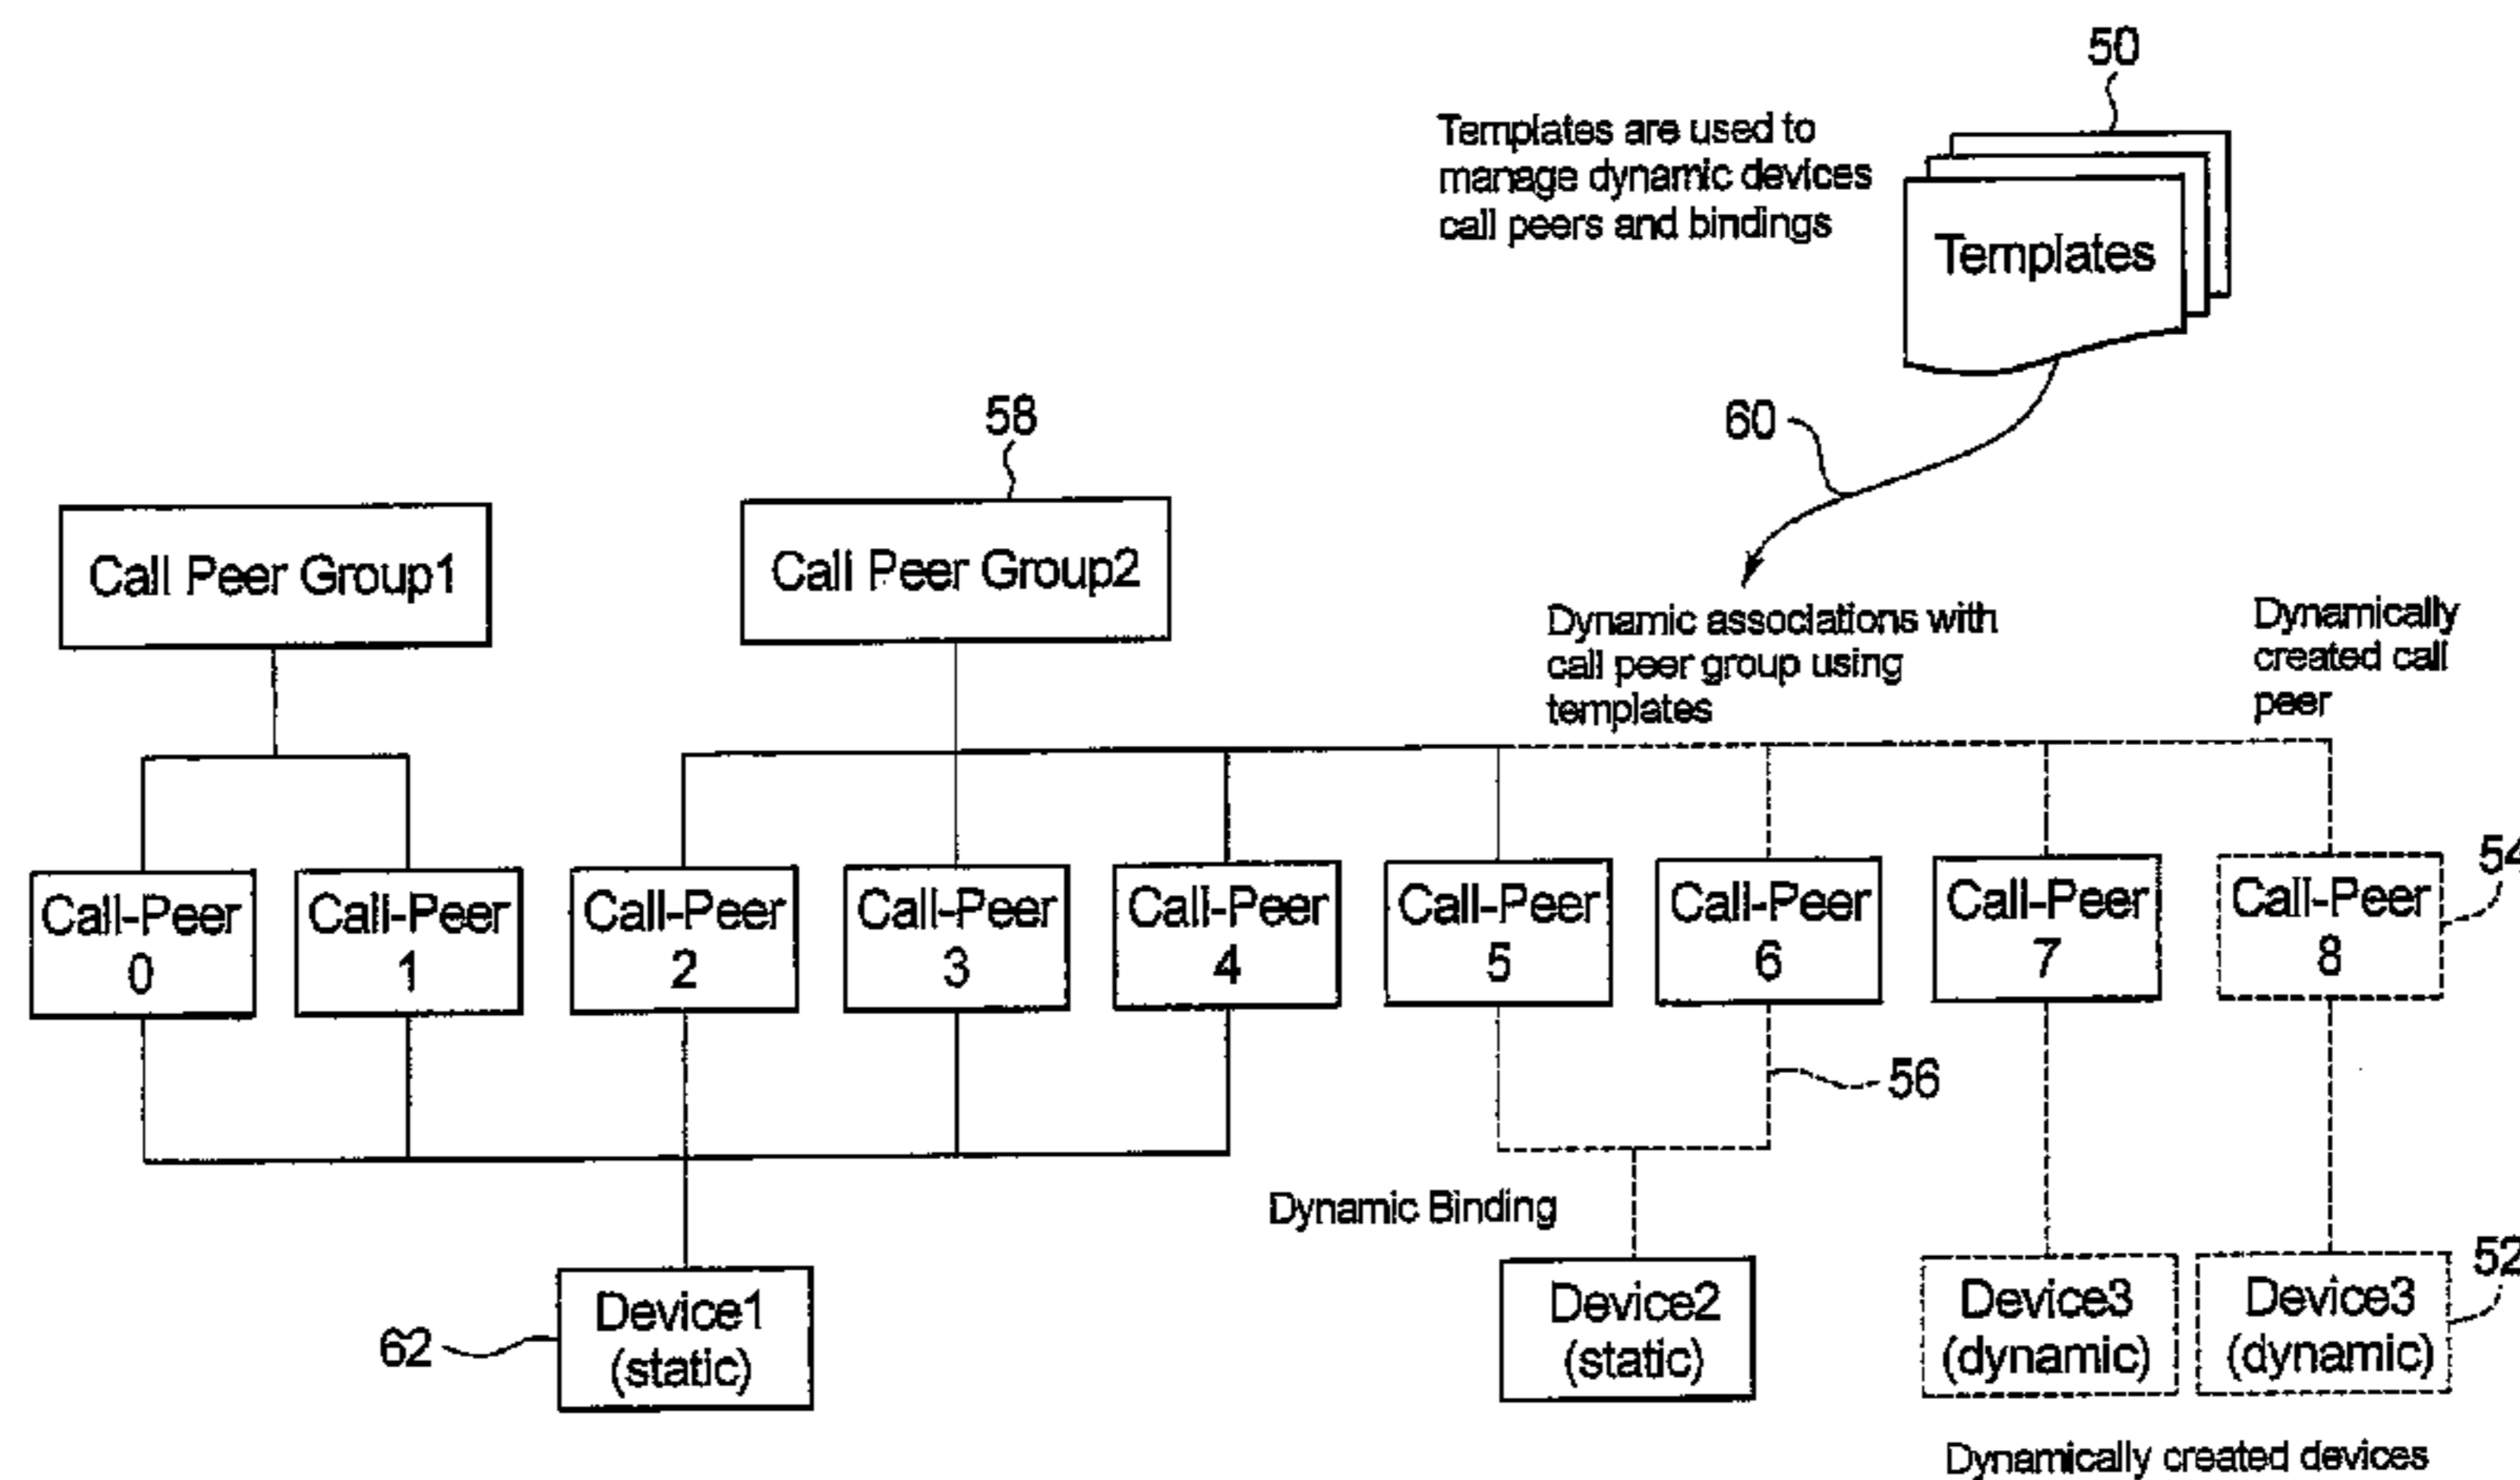 50
Templates are used to
manage dynamic devices
call peers and bindings
Templates
60
58
Call Peer Group1
Call Peer Group2
Dynamic associations with
call peer group using
templates
Dynamically
created call
peer
Call-Peer
0
Call-Peer
1
Call-Peer
2
Call-Peer
3
Call-Peer
4
Call-Peer
5
Call-Peer
6
Call-Peer
7
Call-Peer
8
54
56
Dynamic Binding
62
Device1
(static)
Device2
(static)
Device3
(dynamic)
Device3
(dynamic)
52
Dynamically created devices